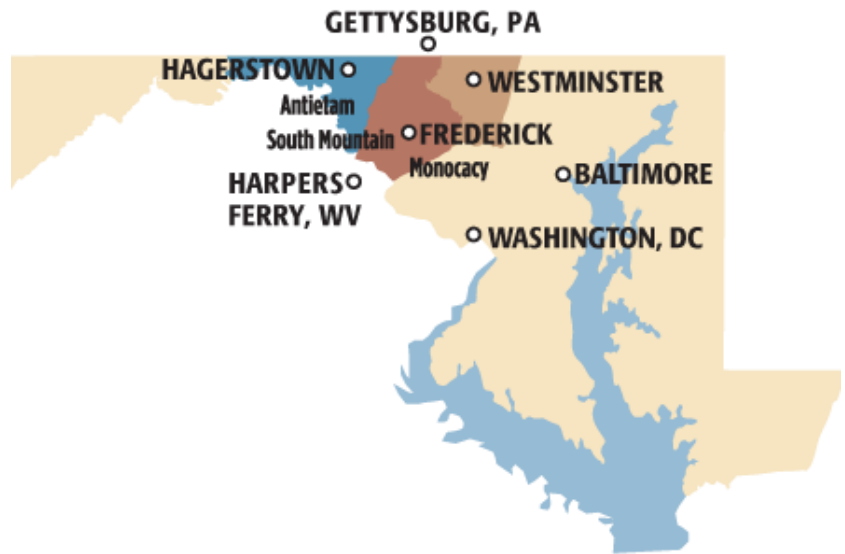 GETTYSBURG, PA
HAGERSTOWN
WESTMINSTER
Antietam
South Mountain
FREDERICK
Monocacy
BALTIMORE
HARPERS
FERRY, WV
WASHINGTON, DC